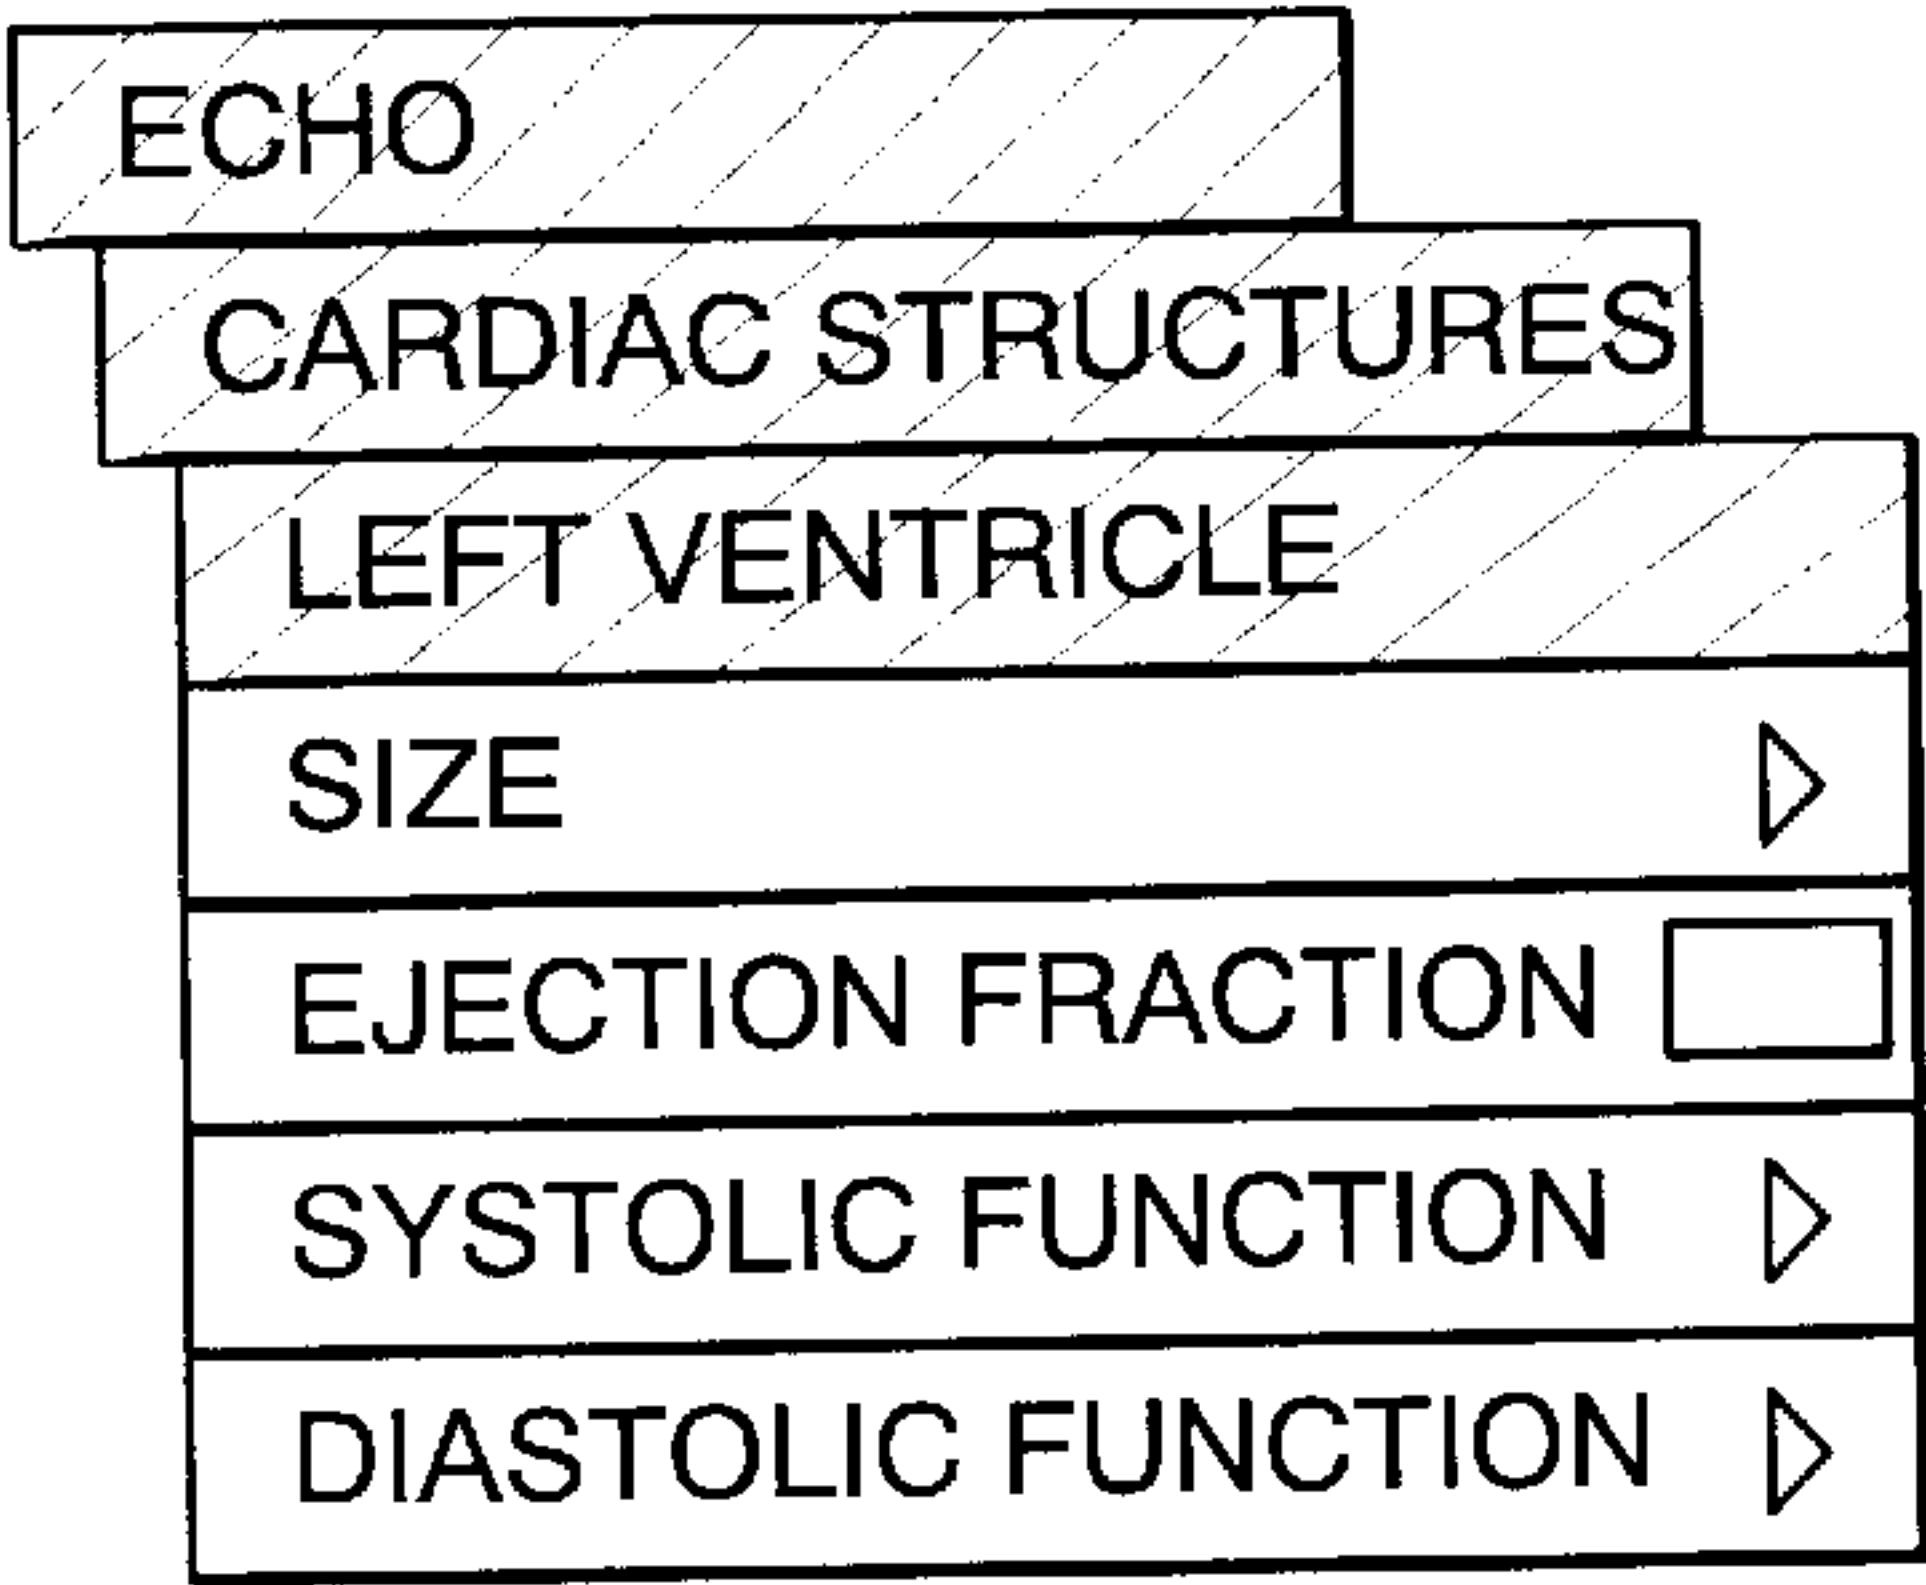 ECHO
CARDIAC STRUCTURES
LEFT VENTRICLE
SIZE
EJECTION FRACTION
SYSTOLIC FUNCTION
DIASTOLIC FUNCTION